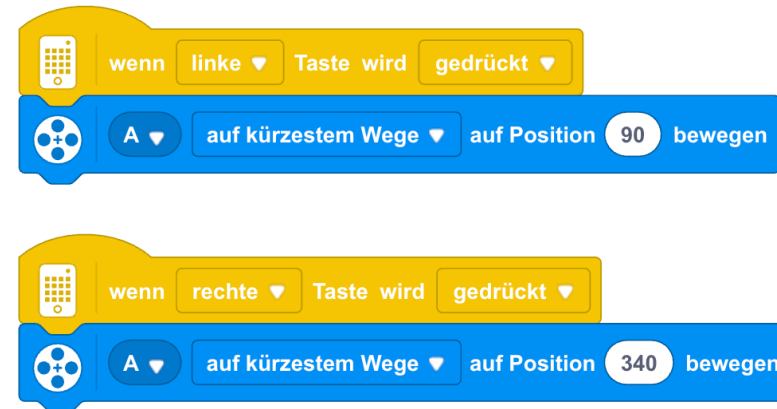 wenn linke Taste wird gedrückt
A auf kürzestem Wege auf Position 90 bewegen
wenn rechte Taste wird gedrückt
A auf kürzestem Wege auf Position 340 bewegen